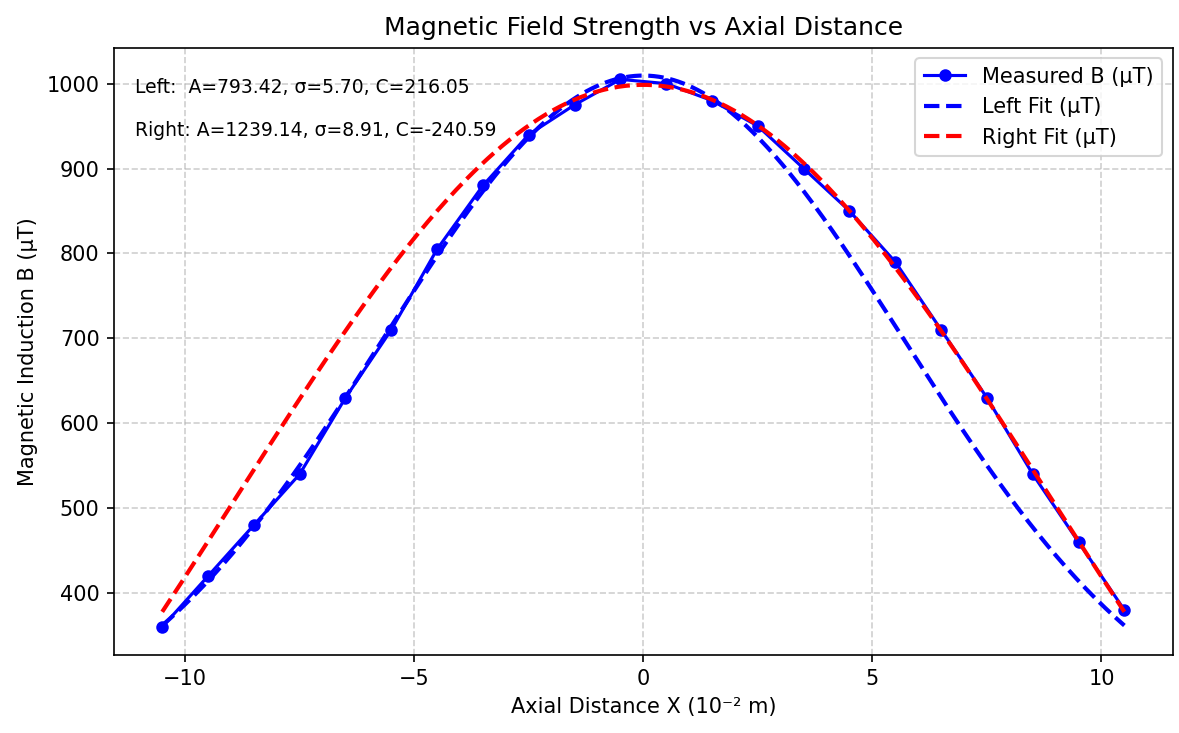 Magnetic Field Strength vs Axial Distance
Left:  A=793.42, σ=5.70, C=216.05
Right: A=1239.14, σ=8.91, C=-240.59
Measured B (µT)
Left Fit (µT)
Right Fit (µT)
Magnetic Induction B (µT)
1000
900
800
700
600
500
400
−10
−5
0
5
10
Axial Distance X (10⁻² m)